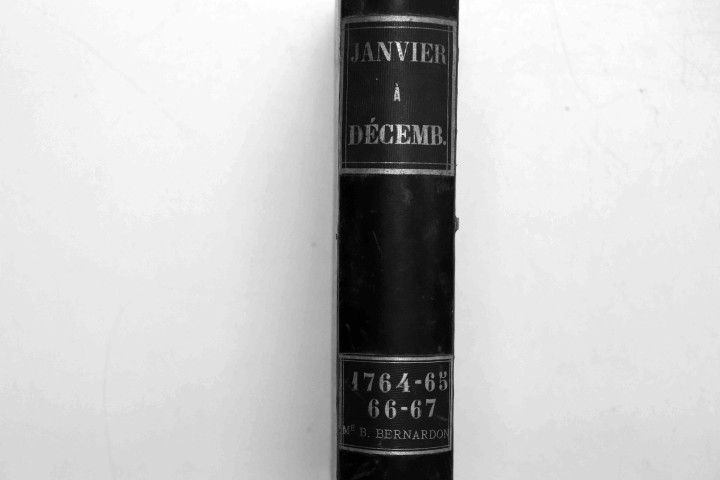 JANVIER
À
DÉCEMB.
1764-65
66-67
Me B. BERNARDON